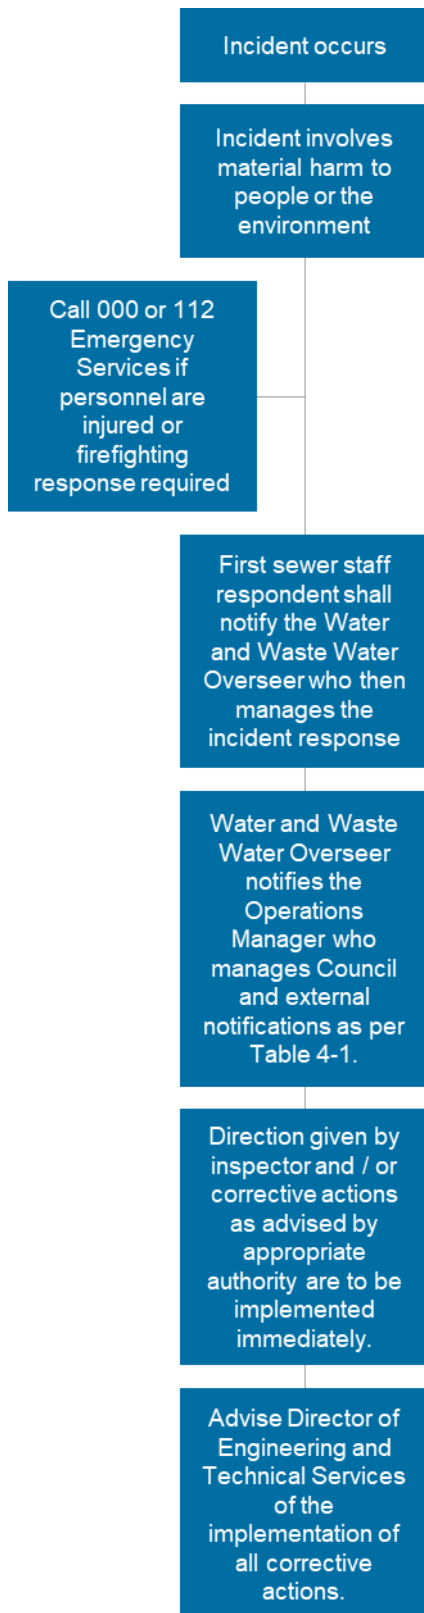 Incident occurs
Incident involves
material harm to
people or the
environment
Call 000 or 112
Emergency
Services if
personnel are
injured or
firefighting
response required
First sewer staff
respondent shall
notify the Water
and Waste Water
Overseer who then
manages the
incident response
Water and Waste
Water Overseer
notifies the
Operations
Manager who
manages Council
and external
notifications as per
Table 4-1.
Direction given by
inspector and / or
corrective actions
as advised by
appropriate
authority are to be
implemented
immediately.
Advise Director of
Engineering and
Technical Services
of the
implementation of
all corrective
actions.